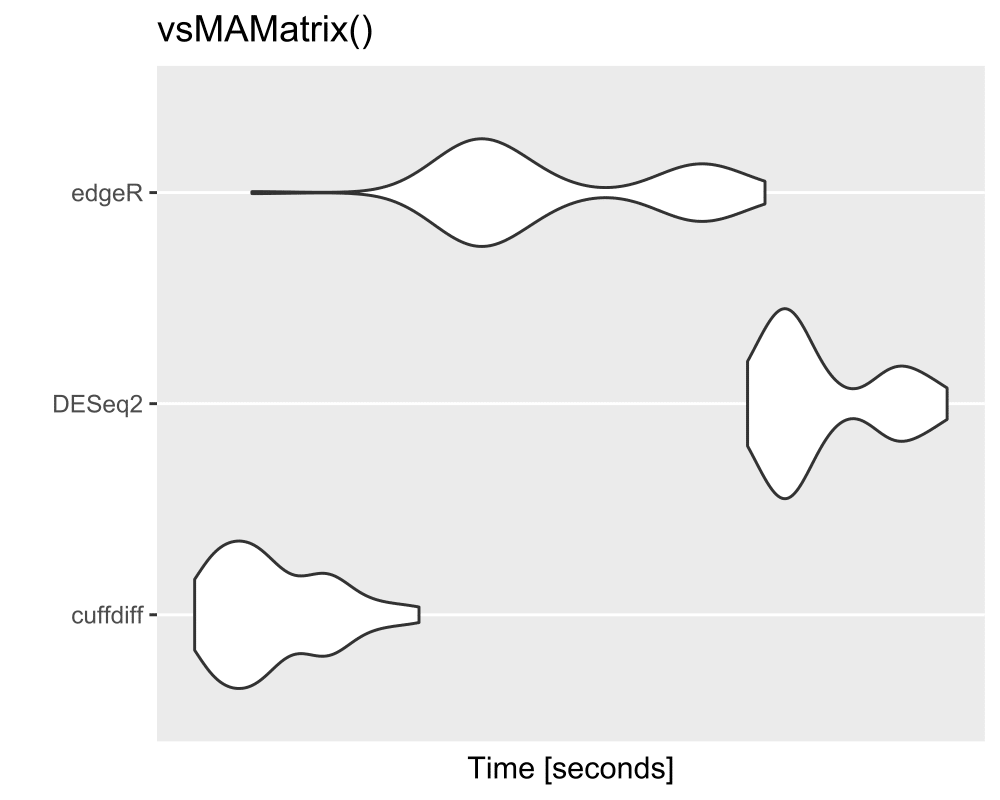 vsMAMatrix()
edgeR
DESeq2
cuffdiff
Time [seconds]